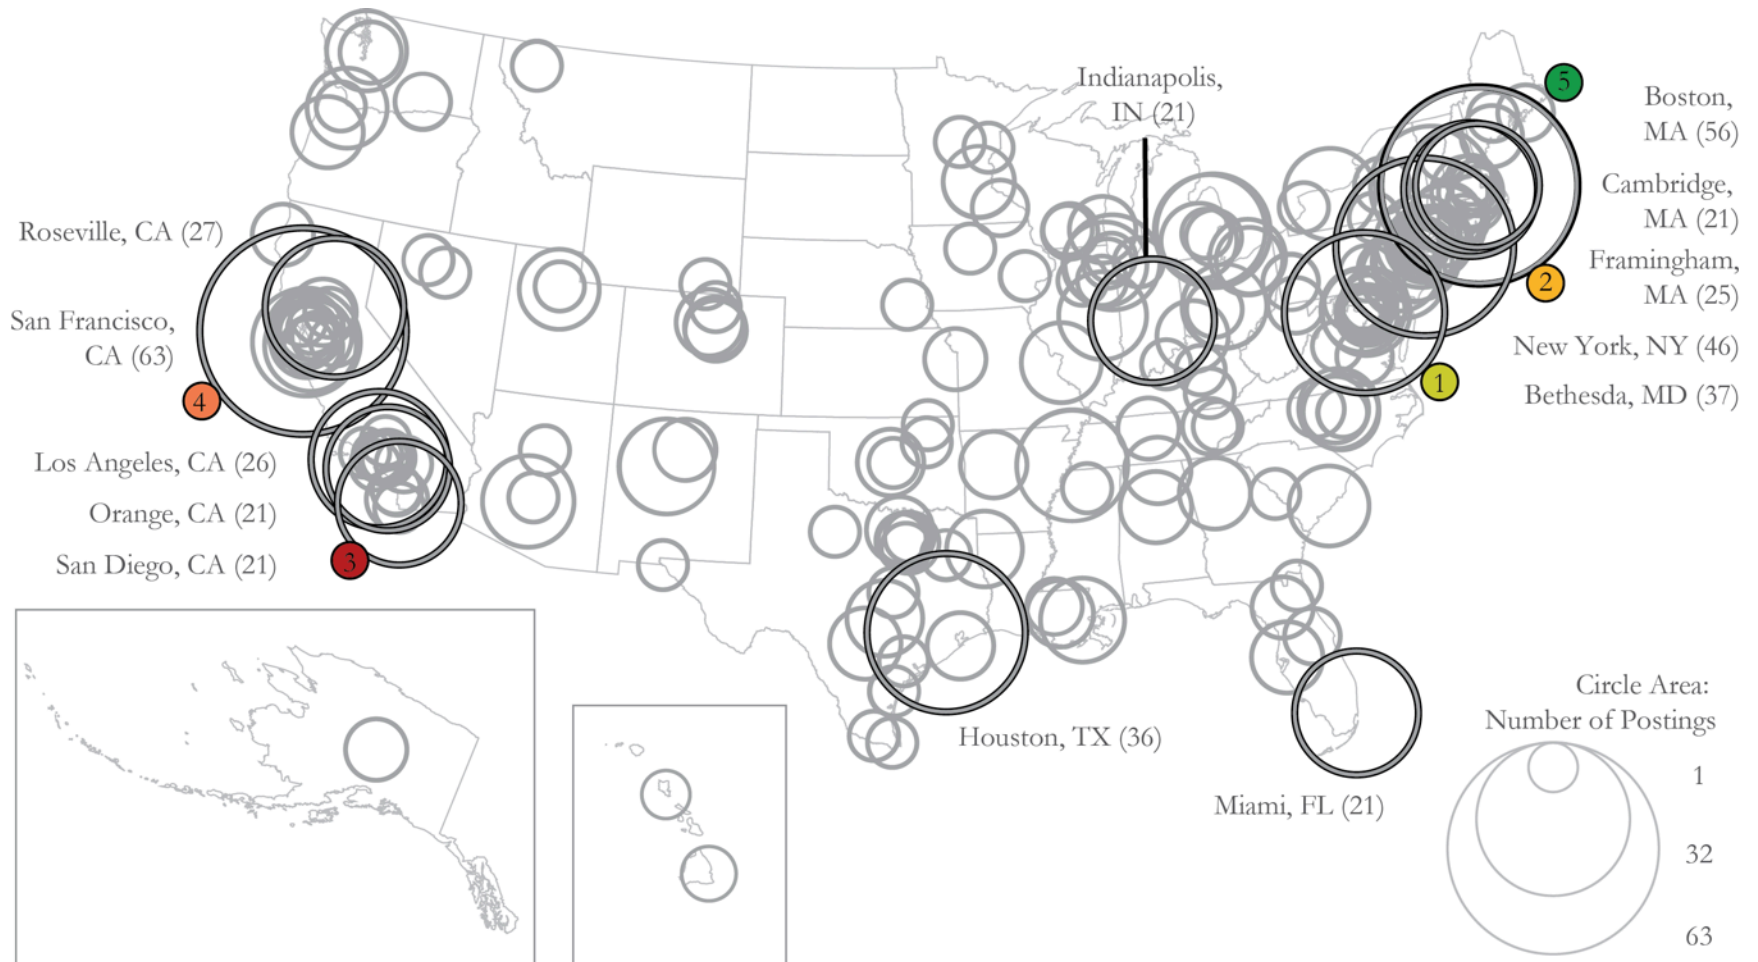 Indianapolis,
IN (21)
5
Boston,
MA (56)
Cambridge,
MA (21)
Framingham,
MA (25)
2
New York, NY (46)
1
Bethesda, MD (37)
Roseville, CA (27)
San Francisco,
CA (63)
4
Los Angeles, CA (26)
Orange, CA (21)
San Diego, CA (21)
3
Houston, TX (36)
Miami, FL (21)
Circle Area:
Number of Postings
1
32
63